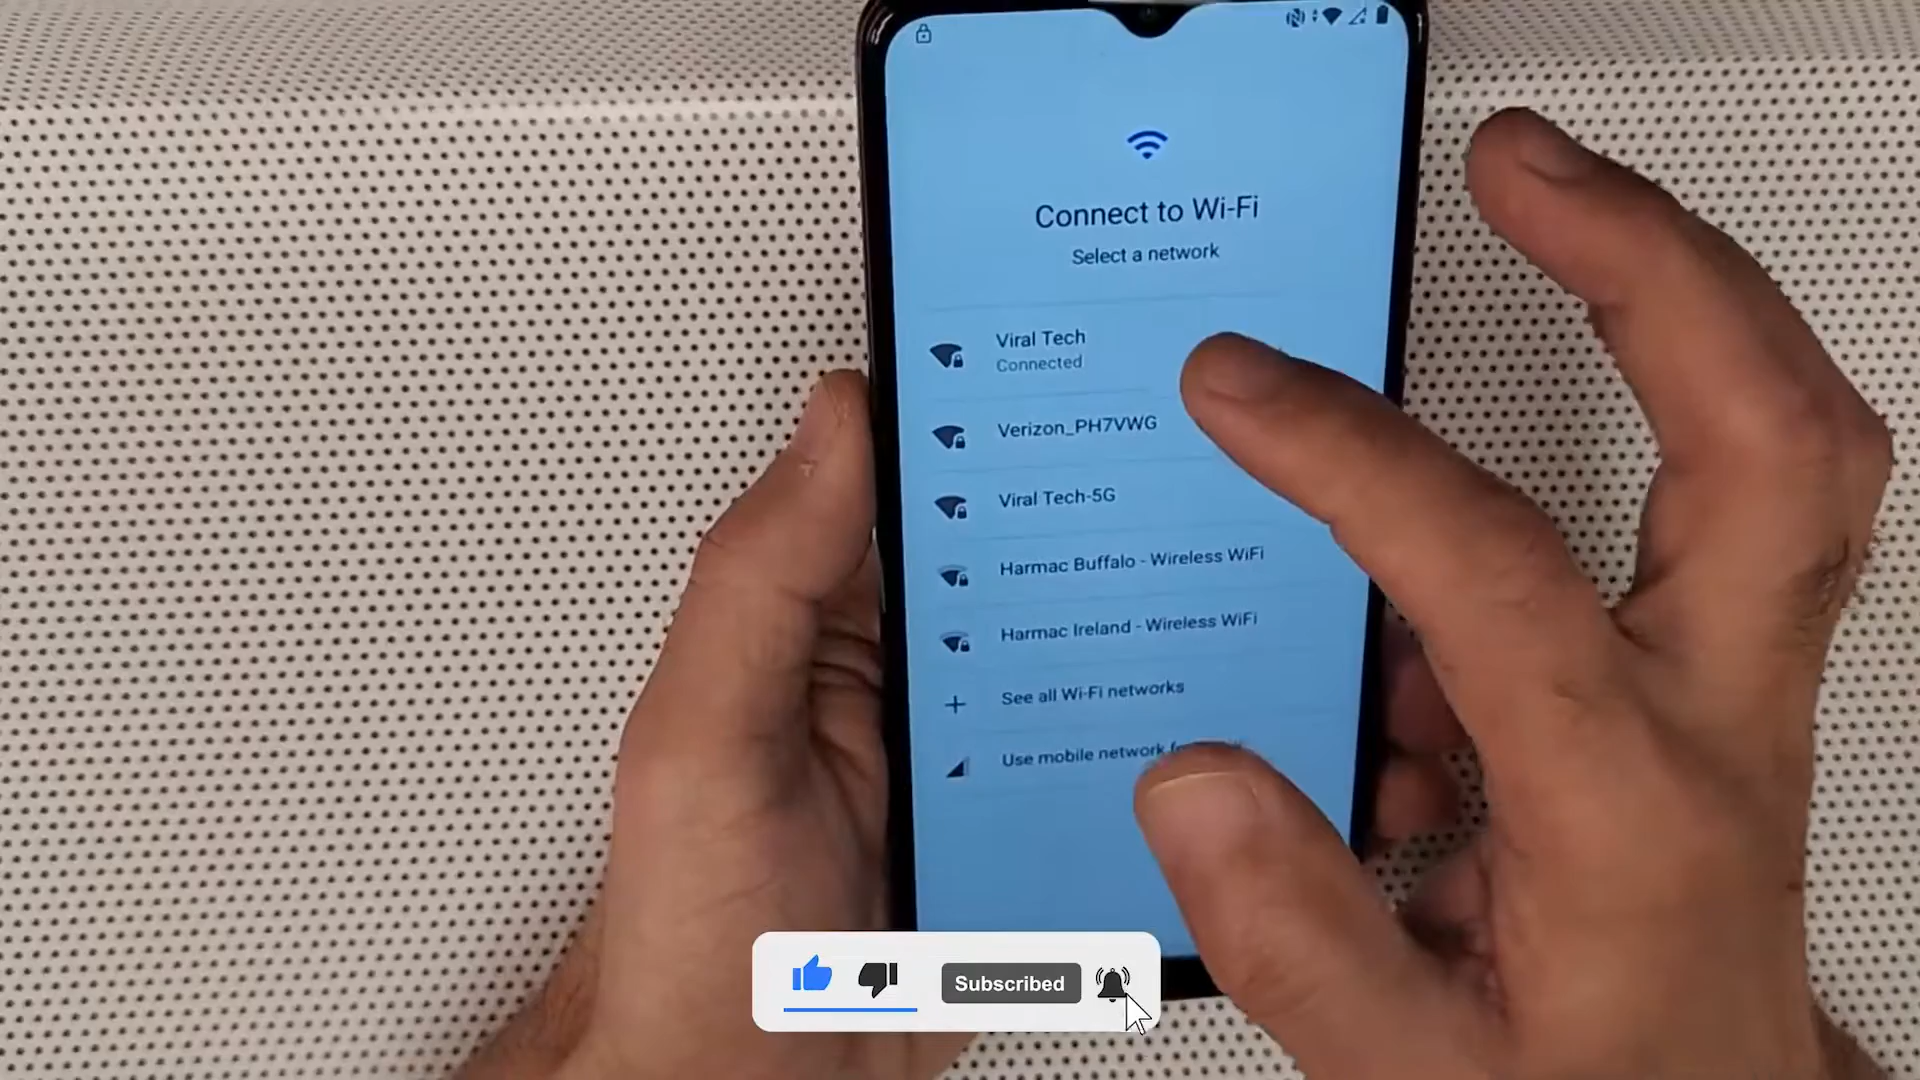 Connect to Wi-Fi
Select a network
Viral Tech
Connected
Verizon_PH7VWG
Viral Tech-5G
Harmac Buffalo - Wireless WiFi
Harmac Ireland - Wireless WiFi
See all Wi-Fi networks
Use mobile network
Subscribed